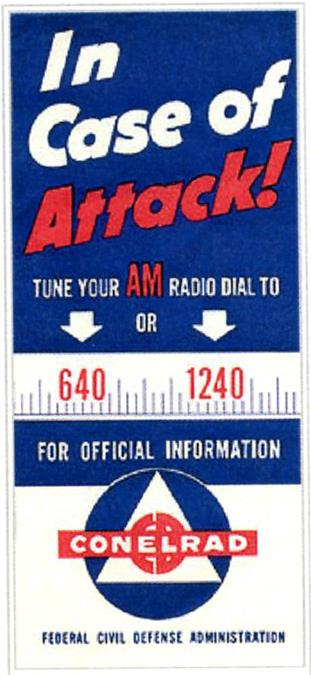 In
Case of
Attack!
TUNE YOUR AM RADIO DIAL TO
OR
640 1240
FOR OFFICIAL INFORMATION
CONELRAD
FEDERAL CIVIL DEFENSE ADMINISTRATION